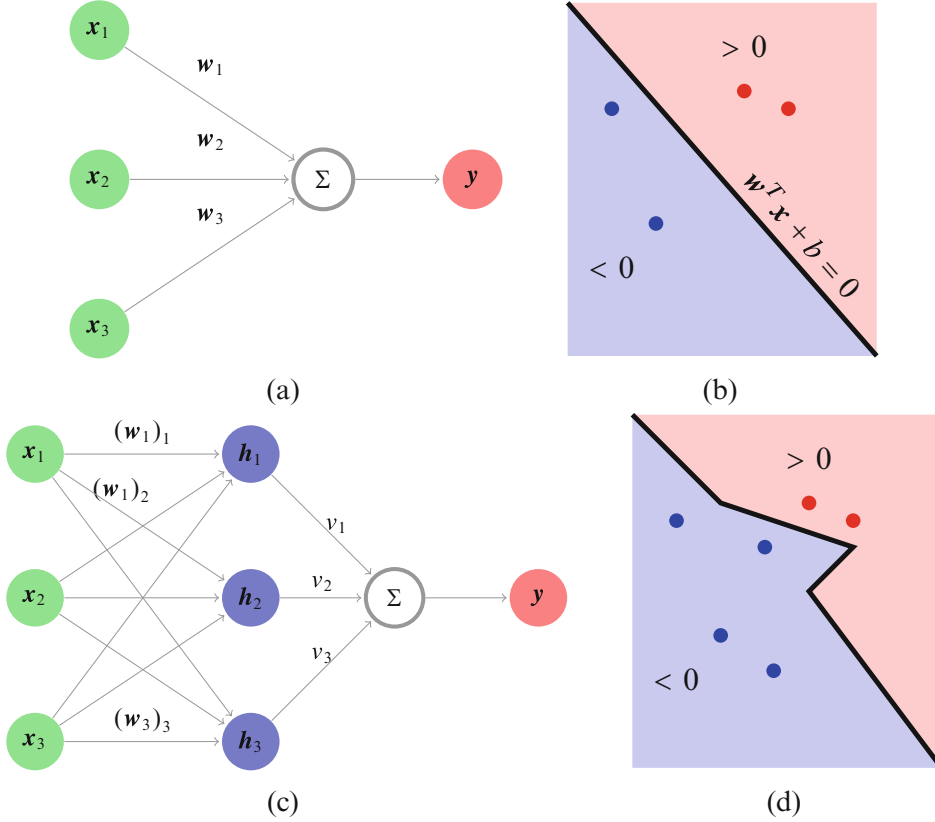 x₁
w₁
w₂
x₂
Σ
y
w₃
x₃
(a)
> 0
wᵀx + b = 0
< 0
(b)
x₁
(w₁)₁
h₁
(w₁)₂
v₁
x₂
h₂
v₂
Σ
y
v₃
(w₃)₃
x₃
h₃
(c)
> 0
< 0
(d)